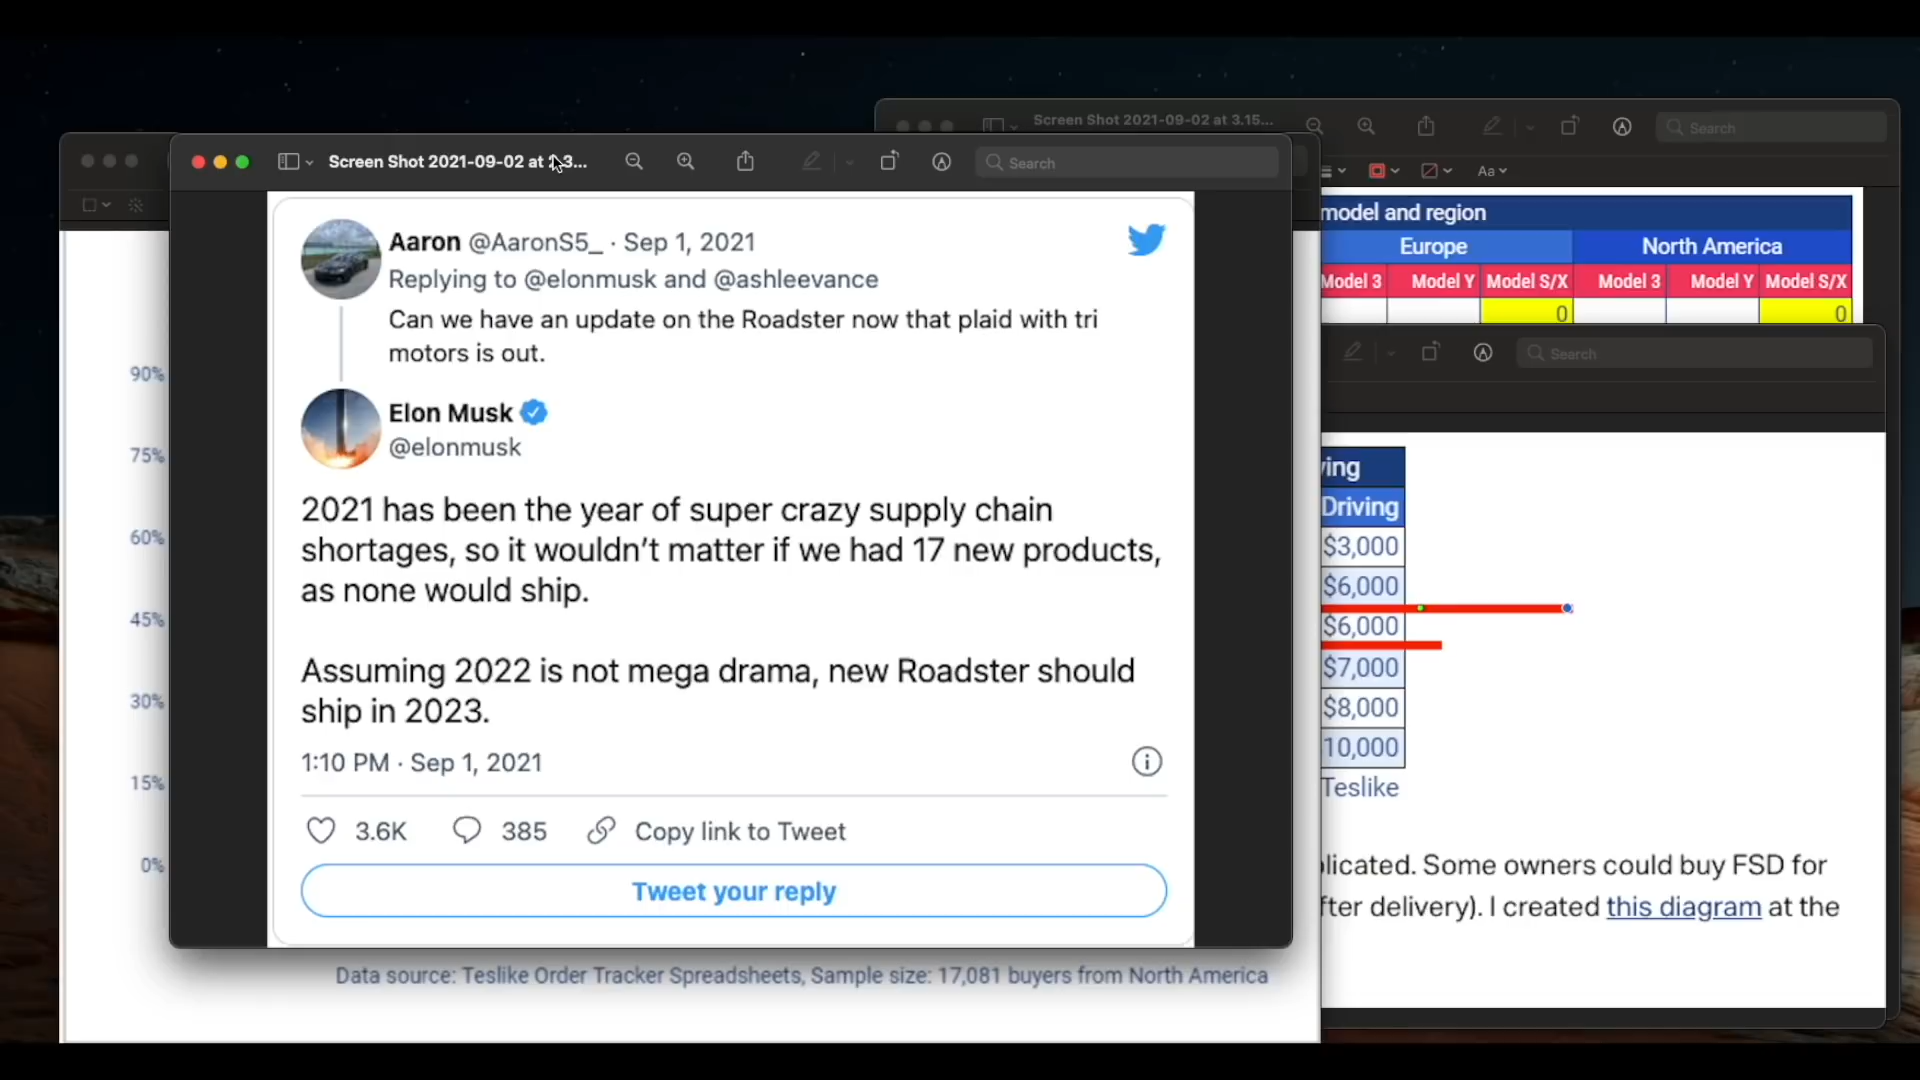 Screen Shot 2021-09-02 at 3.15...
Search
Screen Shot 2021-09-02 at
Search
Aa
model and region
Europe
North America
Model 3
Model Y
Model S/X
Model 3
Model Y
Model S/X
0
0
Search
Aaron @AaronS5_ · Sep 1, 2021
Replying to @elonmusk and @ashleevance
Can we have an update on the Roadster now that plaid with tri
motors is out.
Elon Musk
@elonmusk
2021 has been the year of super crazy supply chain
shortages, so it wouldn't matter if we had 17 new products,
as none would ship.
Assuming 2022 is not mega drama, new Roadster should
ship in 2023.
1:10 PM · Sep 1, 2021
3.6K
385
Copy link to Tweet
Tweet your reply
90%
75%
60%
45%
30%
15%
0%
Data source: Teslike Order Tracker Spreadsheets, Sample size: 17,081 buyers from North America
ving
Driving
$3,000
$6,000
$6,000
$7,000
$8,000
10,000
Teslike
licated. Some owners could buy FSD for
fter delivery). I created this diagram at the